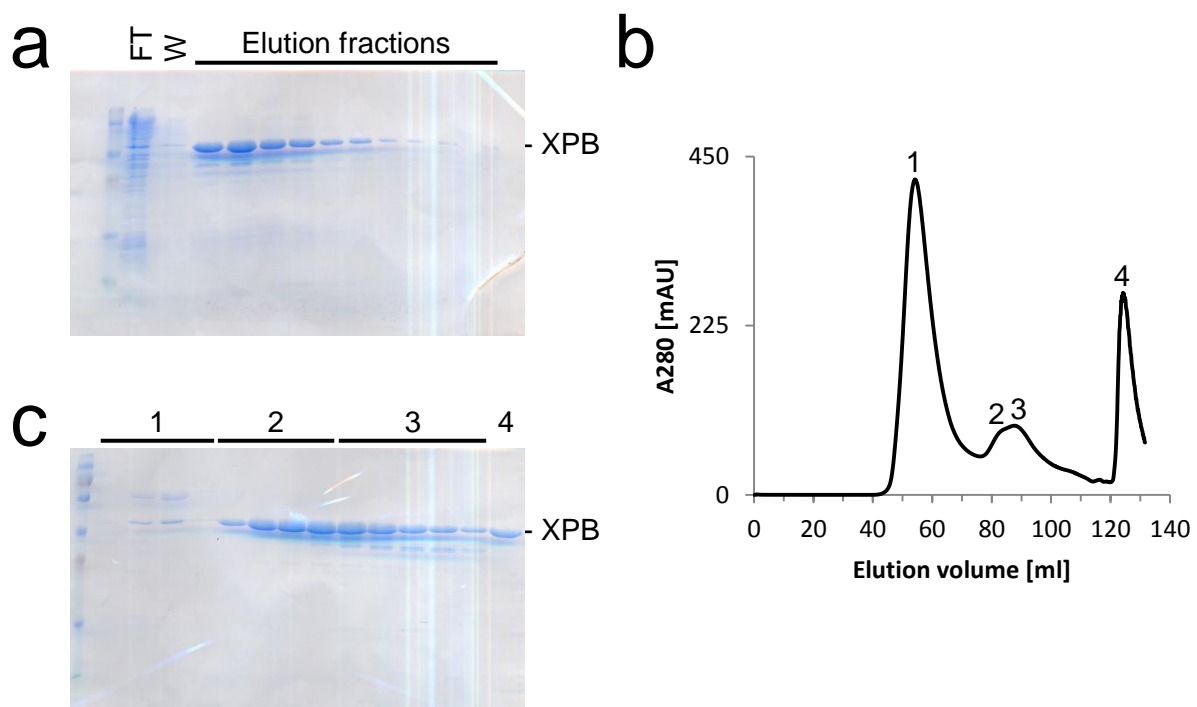 a
FT
W
Elution fractions
XPB
b
450
225
0
A280 [mAU]
1
2
3
4
0 20 40 60 80 100 120 140
Elution volume [ml]
c
1 2 3 4
XPB